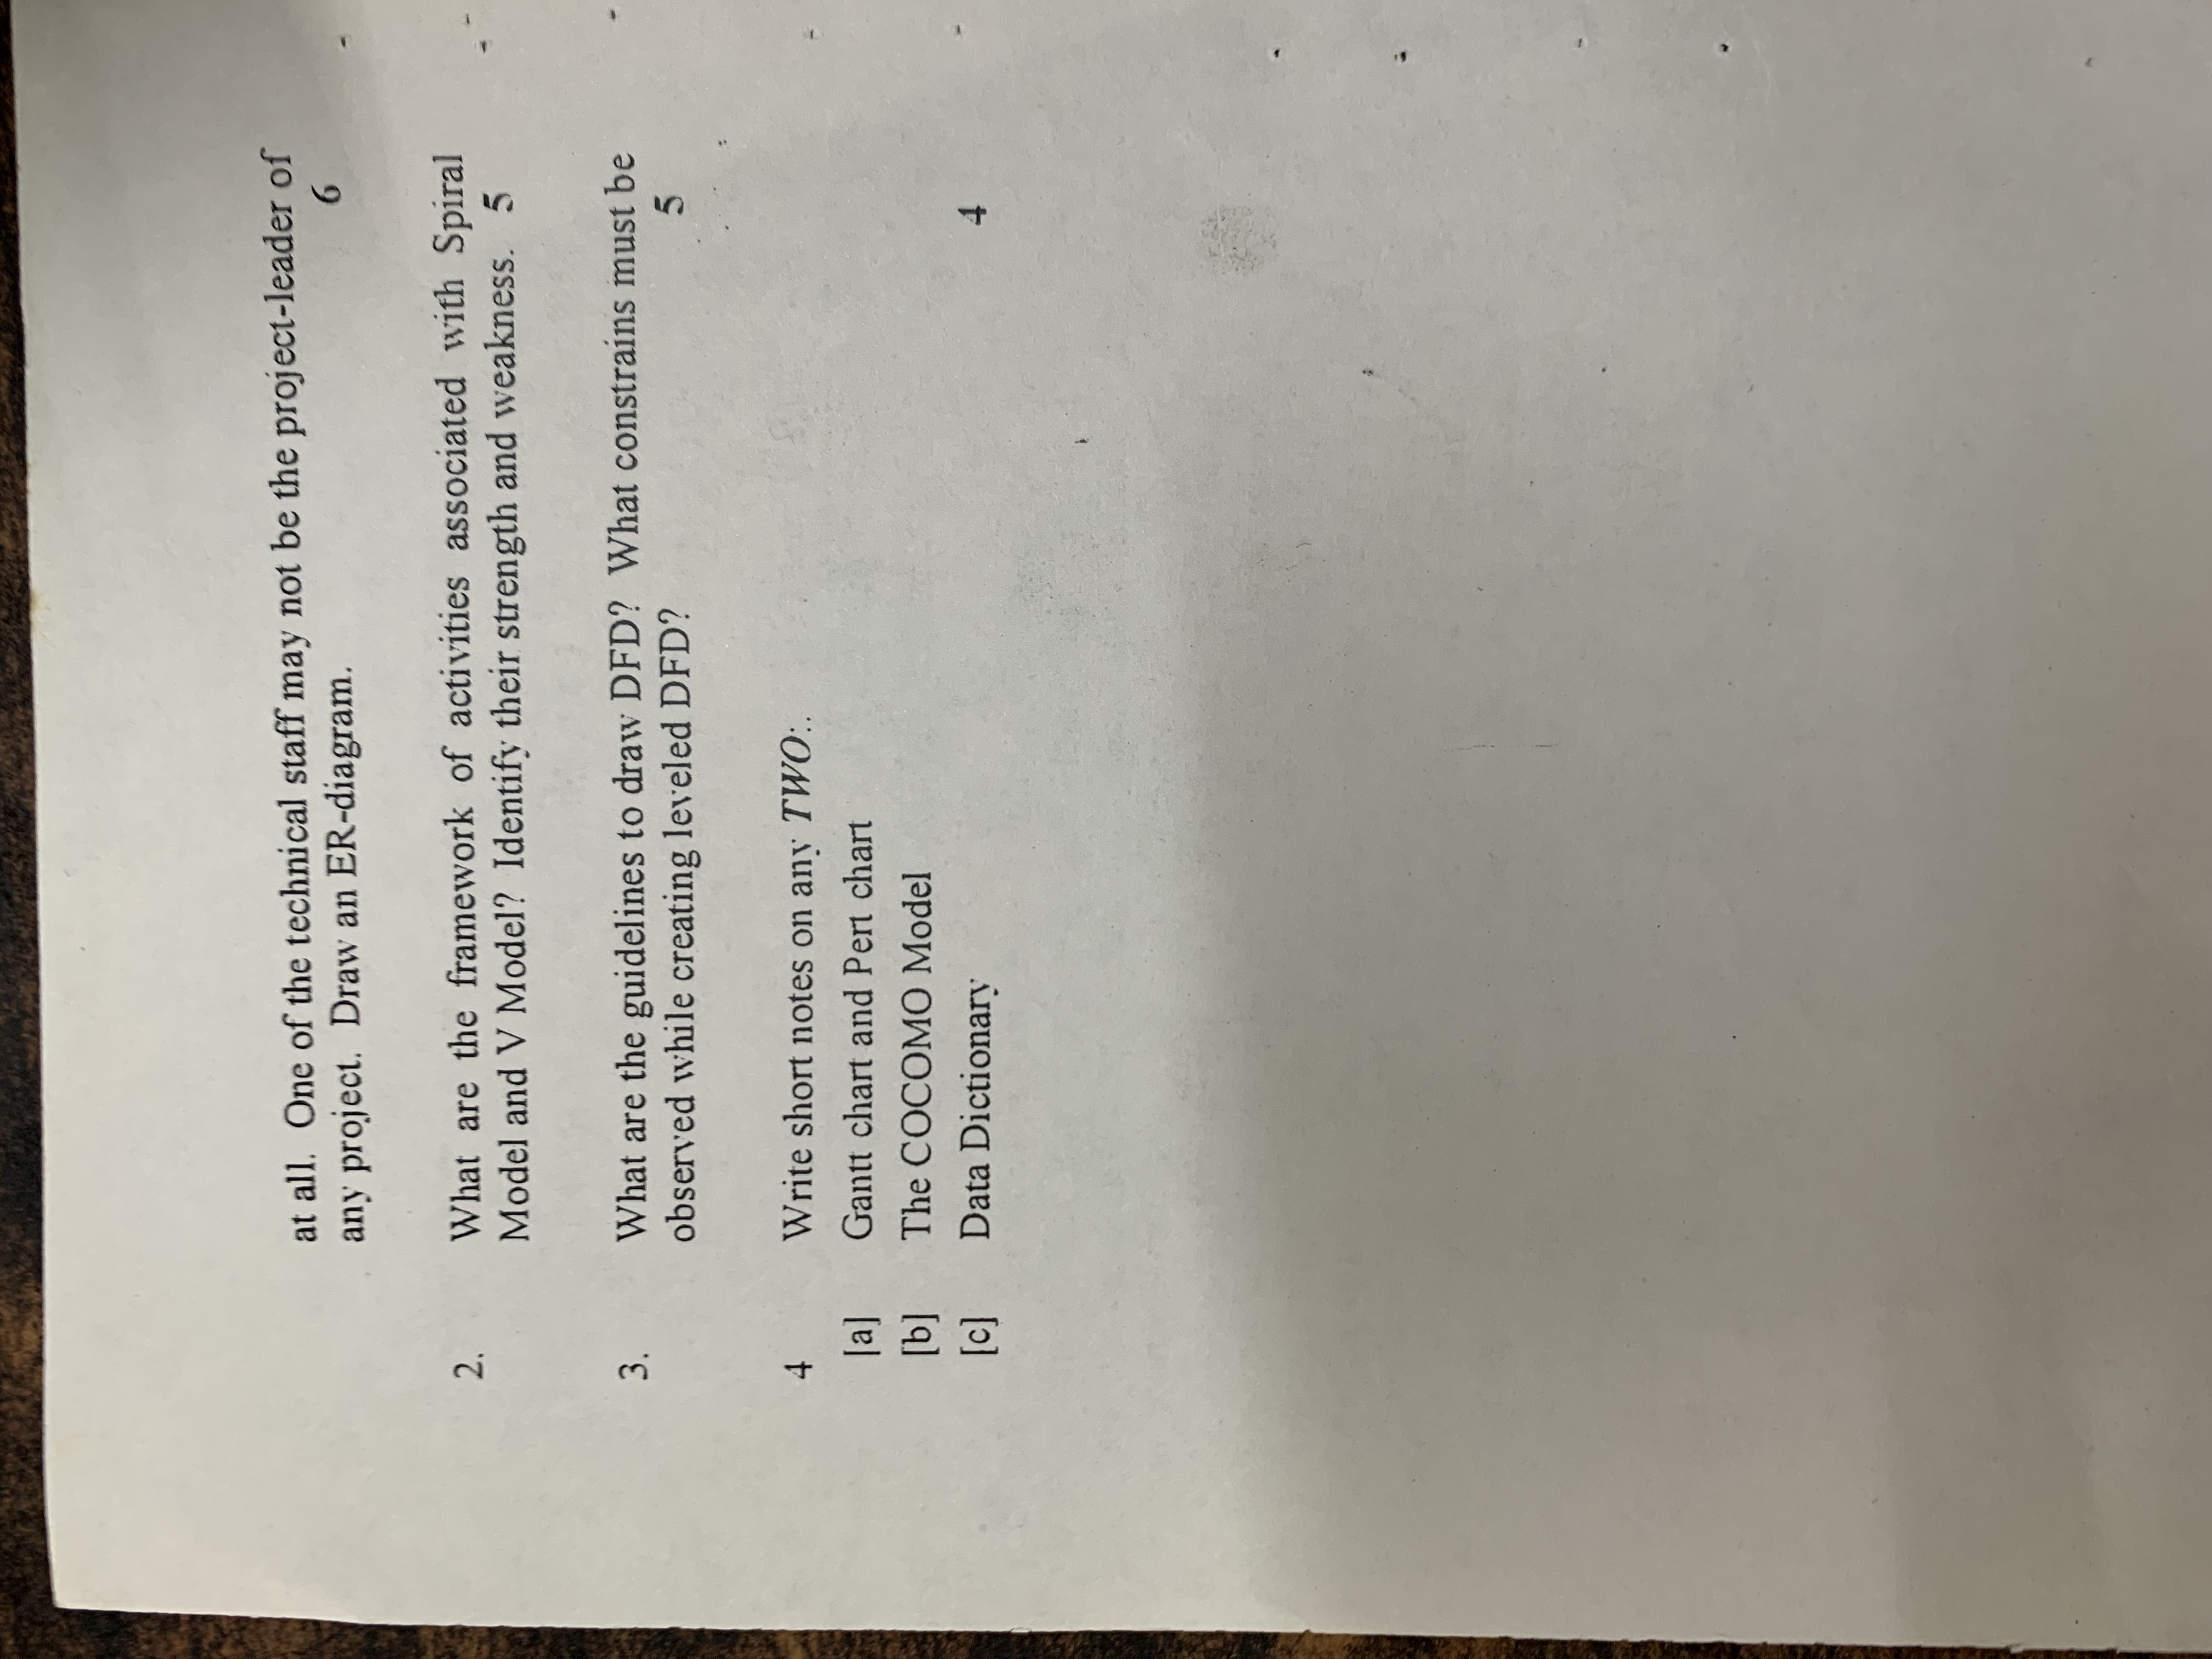 at all. One of the technical staff may not be the project-leader of
any project. Draw an ER-diagram. 6
2. What are the framework of activities associated with Spiral
Model and V Model? Identify their strength and weakness. 5
3. What are the guidelines to draw DFD? What constrains must be
observed while creating leveled DFD? 5
4 Write short notes on any TWO:.
[a] Gantt chart and Pert chart
[b] The COCOMO Model
[c] Data Dictionary 4